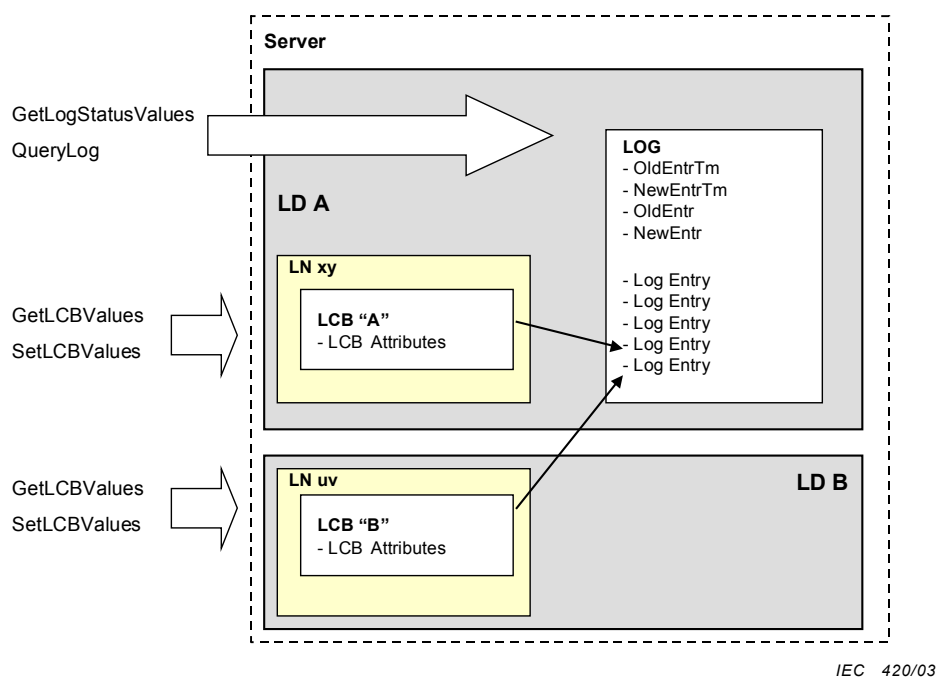 Server
GetLogStatusValues
QueryLog
LOG
- OldEntrTm
- NewEntrTm
- OldEntr
- NewEntr
- Log Entry
- Log Entry
- Log Entry
- Log Entry
- Log Entry
LD A
LN xy
LCB “A”
- LCB Attributes
GetLCBValues
SetLCBValues
LD B
LN uv
LCB “B”
- LCB Attributes
GetLCBValues
SetLCBValues
IEC 420/03